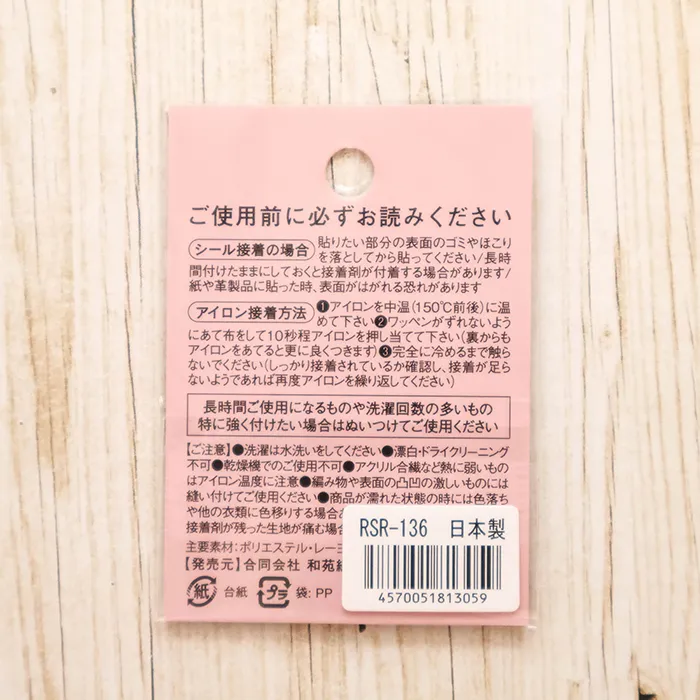 ご使用前に必ずお読みください
シール接着の場合 貼りたい部分の表面のゴミやほこり
を落としてから貼ってください/長時
間付けたままにしておくと接着剤が付着する場合があります/
紙や革製品に貼った時、表面がはがれる恐れがあります
アイロン接着方法 ❶アイロンを中温(150℃前後)に温
めて下さい❷ワッペンがずれないよう
にあて布をして10秒程アイロンを押し当てて下さい(裏からも
アイロンをあてると更に良くつきます)❸完全に冷めるまで触ら
ないでください(しっかり接着されているか確認し、接着が足ら
ないようであれば再度アイロンを繰り返してください)
長時間ご使用になるものや洗濯回数の多いもの
特に強く付けたい場合はぬいつけてご使用ください
【ご注意】●洗濯は水洗いをしてください●漂白・ドライクリーニング
不可●乾燥機でのご使用不可●アクリル合繊など熱に弱いもの
はアイロン温度に注意●編み物や表面の凸凹の激しいものには
縫い付けてご使用ください●商品が濡れた状態の時には色落ち
や他の衣類に色移りする場合
接着剤が残った生地が痛む場合
主要素材:ポリエステル・レー
【発売元】合同会社 和苑
紙 台紙 プラ 袋:PP
RSR-136 日本製
4570051813059